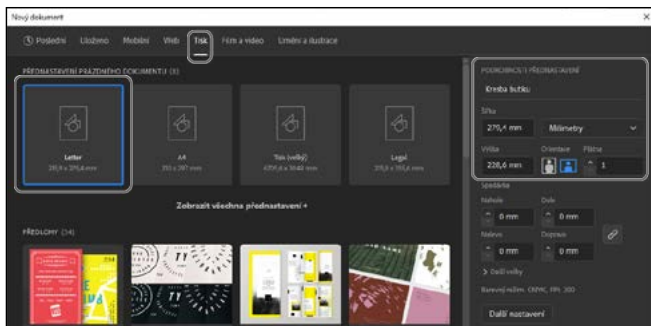 Nový dokument
Poslední Uloženo Mobilní Web Tisk Film a video Umění a ilustrace
PŘEDNASTAVENÍ PRÁZDNÉHO DOKUMENTU (8)
Letter
A4
Tisk (velký)
Legal
Zobrazit všechna přednastavení +
PŘEDLOHY (34)
PODROBNOSTI PŘEDNASTAVENÍ
Kresba butiku
Šířka
279,4 mm Milimetry
Výška Orientace Plátna
228,6 mm 1
Spadávka
Nahoře Dole
0 mm 0 mm
Nalevo Doprava
0 mm 0 mm
> Další volby
Barevný režim: CMYK, PPI: 300
Další nastavení